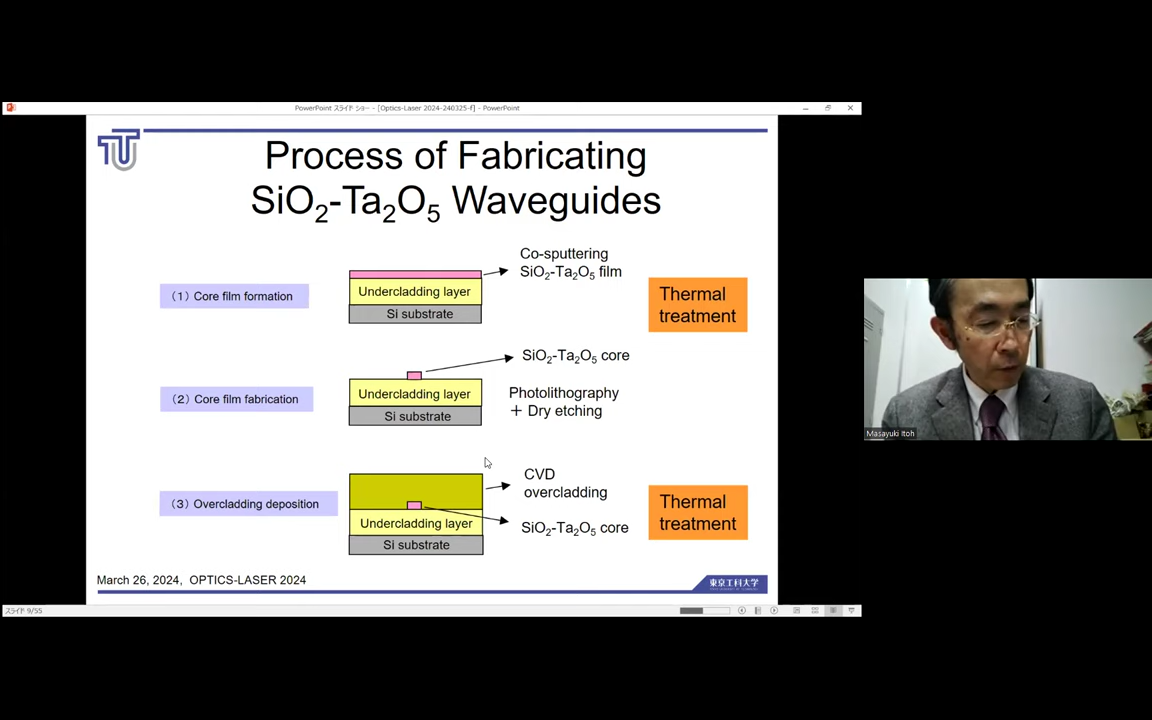 PowerPoint スライド ショー - [Optics-Laser 2024-240325-f] - PowerPoint
Process of Fabricating
SiO2-Ta2O5 Waveguides
(1) Core film formation
Undercladding layer
Si substrate
Co-sputtering
SiO2-Ta2O5 film
Thermal
treatment
(2) Core film fabrication
Undercladding layer
Si substrate
SiO2-Ta2O5 core
Photolithography
+ Dry etching
(3) Overcladding deposition
Undercladding layer
Si substrate
CVD
overcladding
SiO2-Ta2O5 core
Thermal
treatment
March 26, 2024, OPTICS-LASER 2024
東京工科大学
スライド 9/55
Masayuki Itoh